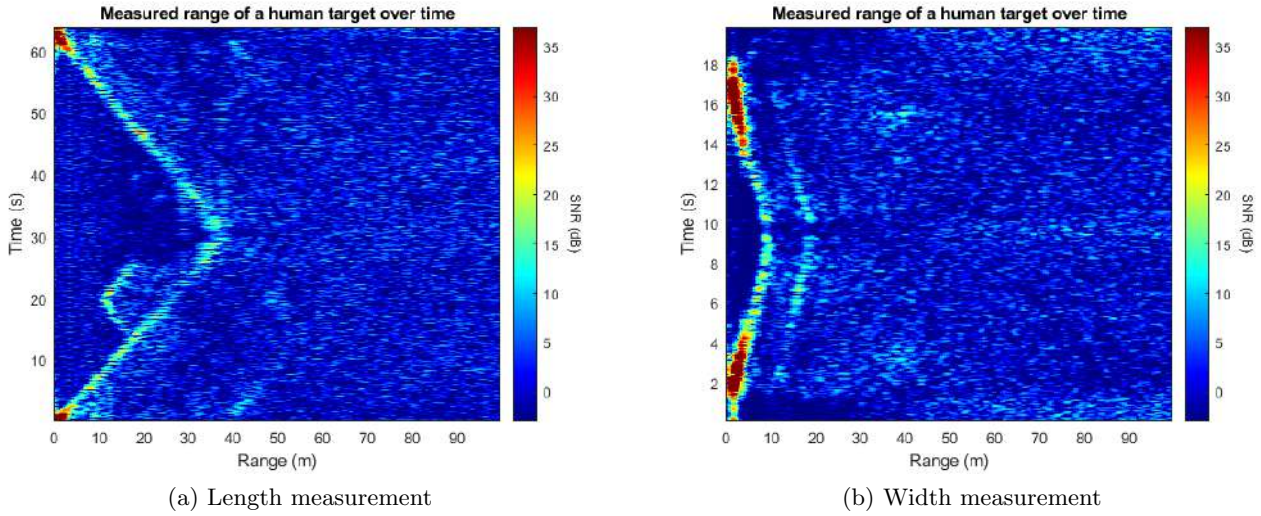 Measured range of a human target over time
60
50
40
30
20
10
Time (s)
0 10 20 30 40 50 60 70 80 90
Range (m)
35
30
25
20
15
10
5
0
SNR (dB)
(a) Length measurement
Measured range of a human target over time
18
16
14
12
10
8
6
4
2
Time (s)
0 10 20 30 40 50 60 70 80 90
Range (m)
35
30
25
20
15
10
5
0
SNR (dB)
(b) Width measurement